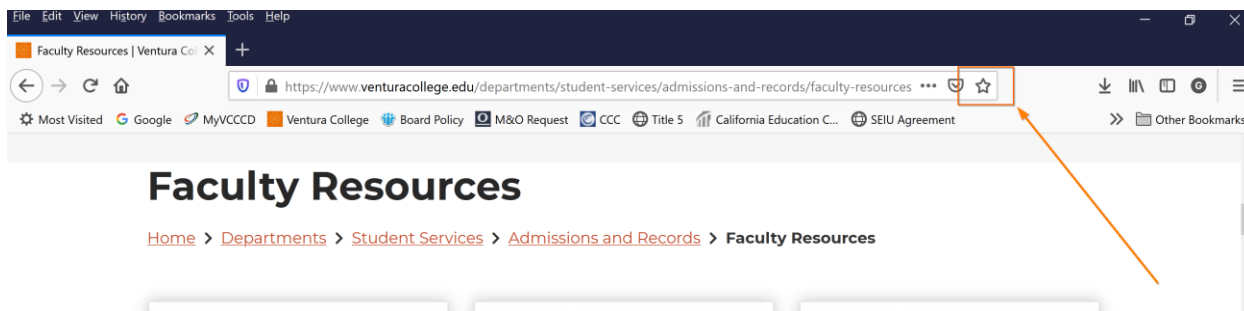 File Edit View History Bookmarks Tools Help
Faculty Resources | Ventura Col
https://www.venturacollege.edu/departments/student-services/admissions-and-records/faculty-resources
G
Most Visited G Google MyVCCCD Ventura College Board Policy O M&O Request CCC Title 5 California Education C... SEIU Agreement Other Bookmarks
Faculty Resources
Home > Departments > Student Services > Admissions and Records > Faculty Resources